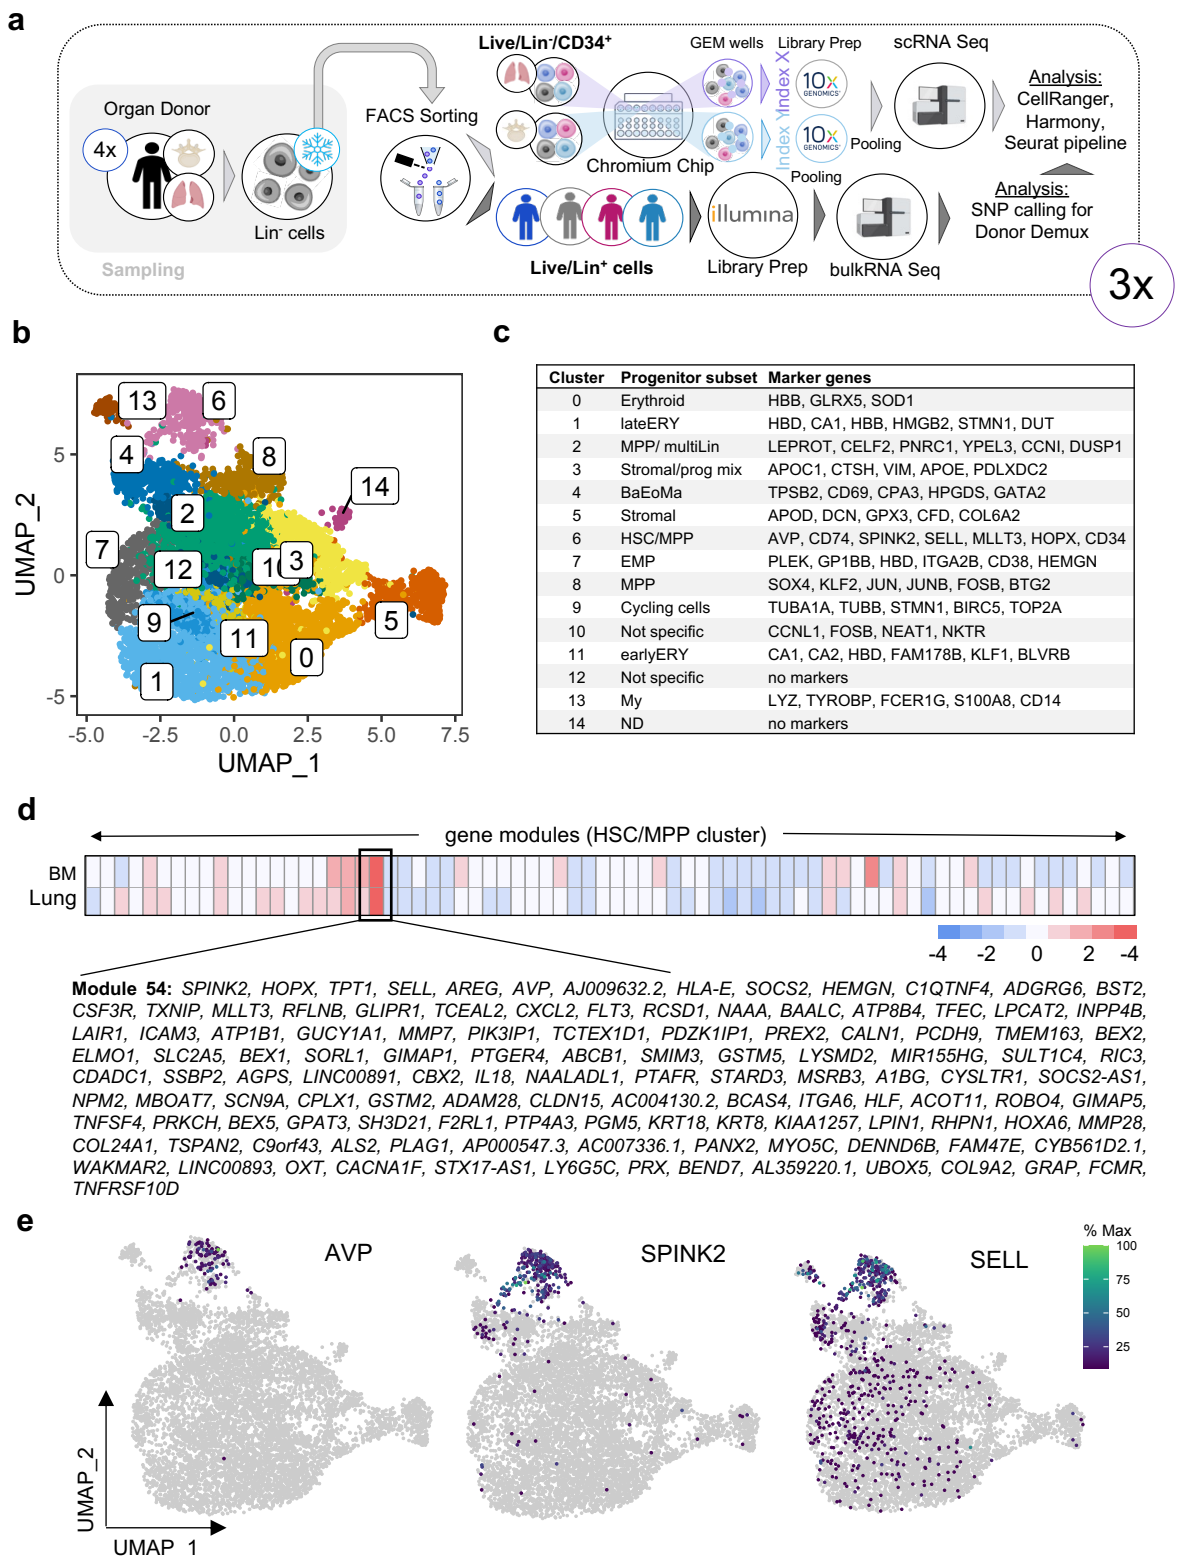 a
Live/Lin⁻/CD34⁺
GEM wells
Library Prep
scRNA Seq
Organ Donor
4x
FACS Sorting
Index X
10X
GENOMICS
Analysis:
CellRanger,
Harmony,
Seurat pipeline
Index Y
10X
GENOMICS
Pooling
Chromium Chip
Pooling
Lin⁻ cells
illumina
Analysis:
SNP calling for
Donor Demux
Sampling
Live/Lin⁺ cells
Library Prep
bulkRNA Seq
3x
b
13
6
4
8
14
2
7
12
10
3
9
11
5
0
1
5
0
-5
-5.0
-2.5
0.0
2.5
5.0
7.5
UMAP_2
UMAP_1
c
Cluster Progenitor subset Marker genes
0 Erythroid HBB, GLRX5, SOD1
1 lateERY HBD, CA1, HBB, HMGB2, STMN1, DUT
2 MPP/ multiLin LEPROT, CELF2, PNRC1, YPEL3, CCNI, DUSP1
3 Stromal/prog mix APOC1, CTSH, VIM, APOE, PDLXDC2
4 BaEoMa TPSB2, CD69, CPA3, HPGDS, GATA2
5 Stromal APOD, DCN, GPX3, CFD, COL6A2
6 HSC/MPP AVP, CD74, SPINK2, SELL, MLLT3, HOPX, CD34
7 EMP PLEK, GP1BB, HBD, ITGA2B, CD38, HEMGN
8 MPP SOX4, KLF2, JUN, JUNB, FOSB, BTG2
9 Cycling cells TUBA1A, TUBB, STMN1, BIRC5, TOP2A
10 Not specific CCNL1, FOSB, NEAT1, NKTR
11 earlyERY CA1, CA2, HBD, FAM178B, KLF1, BLVRB
12 Not specific no markers
13 My LYZ, TYROBP, FCER1G, S100A8, CD14
14 ND no markers
d
gene modules (HSC/MPP cluster)
BM
Lung
-4 -2 0 2 -4
Module 54: SPINK2, HOPX, TPT1, SELL, AREG, AVP, AJ009632.2, HLA-E, SOCS2, HEMGN, C1QTNF4, ADGRG6, BST2,
CSF3R, TXNIP, MLLT3, RFLNB, GLIPR1, TCEAL2, CXCL2, FLT3, RCSD1, NAAA, BAALC, ATP8B4, TFEC, LPCAT2, INPP4B,
LAIR1, ICAM3, ATP1B1, GUCY1A1, MMP7, PIK3IP1, TCTEX1D1, PDZK1IP1, PREX2, CALN1, PCDH9, TMEM163, BEX2,
ELMO1, SLC2A5, BEX1, SORL1, GIMAP1, PTGER4, ABCB1, SMIM3, GSTM5, LYSMD2, MIR155HG, SULT1C4, RIC3,
CDADC1, SSBP2, AGPS, LINC00891, CBX2, IL18, NAALADL1, PTAFR, STARD3, MSRB3, A1BG, CYSLTR1, SOCS2-AS1,
NPM2, MBOAT7, SCN9A, CPLX1, GSTM2, ADAM28, CLDN15, AC004130.2, BCAS4, ITGA6, HLF, ACOT11, ROBO4, GIMAP5,
TNFSF4, PRKCH, BEX5, GPAT3, SH3D21, F2RL1, PTP4A3, PGM5, KRT18, KRT8, KIAA1257, LPIN1, RHPN1, HOXA6, MMP28,
COL24A1, TSPAN2, C9orf43, ALS2, PLAG1, AP000547.3, AC007336.1, PANX2, MYO5C, DENND6B, FAM47E, CYB561D2.1,
WAKMAR2, LINC00893, OXT, CACNA1F, STX17-AS1, LY6G5C, PRX, BEND7, AL359220.1, UBOX5, COL9A2, GRAP, FCMR,
TNFRSF10D
e
AVP
SPINK2
SELL
% Max
100
75
50
25
UMAP_2
UMAP_1